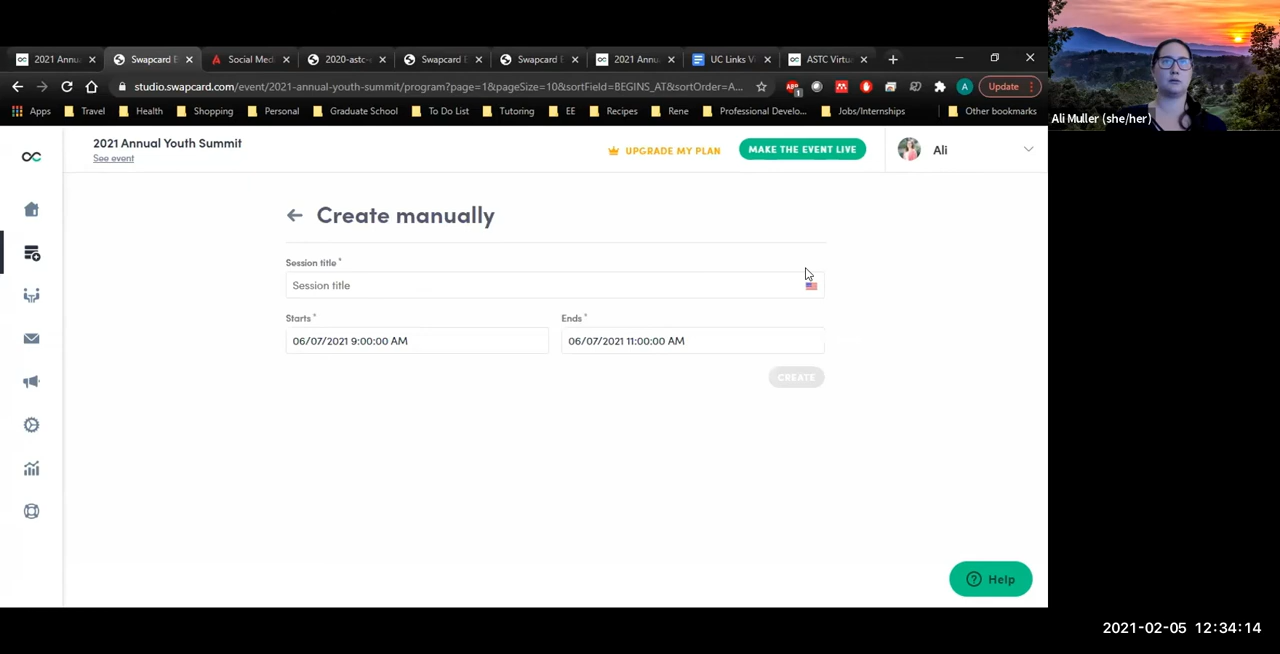 2021 Annu
Swapcard E
Social Med
2020-astc-
Swapcard E
Swapcard E
2021 Annu
UC Links Vi
ASTC Virtu
studio.swapcard.com/event/2021-annual-youth-summit/program?page=1&pageSize=10&sortField=BEGINS_AT&sortOrder=A...
ABP
1
A
Update
Apps
Travel
Health
Shopping
Personal
Graduate School
To Do List
Tutoring
EE
Recipes
Rene
Professional Develo...
Jobs/Internships
Other bookmarks
Ali Muller (she/her)
2021 Annual Youth Summit
See event
UPGRADE MY PLAN
MAKE THE EVENT LIVE
Ali
Create manually
Session title *
Session title
Starts *
Ends *
06/07/2021 9:00:00 AM
06/07/2021 11:00:00 AM
CREATE
Help
2021-02-05 12:34:14